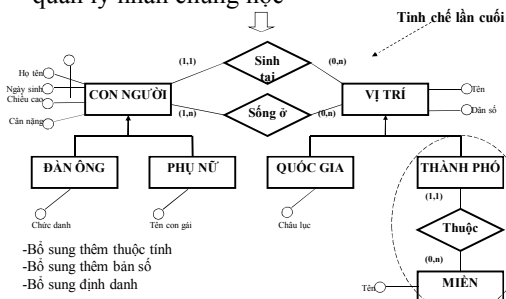 quản lý nhân chủng học
Tinh chế lần cuối
Sinh
tại
(1,1)
(0,n)
Họ tên
Ngày sinh
Chiều cao
Cân nặng
CON NGƯỜI
VỊ TRÍ
Tên
Dân số
(1,n)
Sống ở
(0,n)
ĐÀN ÔNG
PHỤ NỮ
QUỐC GIA
THÀNH PHỐ
Chức danh
Tên con gái
Châu lục
(1,1)
Thuộc
(0,n)
Tên
MIỀN
-Bổ sung thêm thuộc tính
-Bổ sung thêm bản số
-Bổ sung định danh